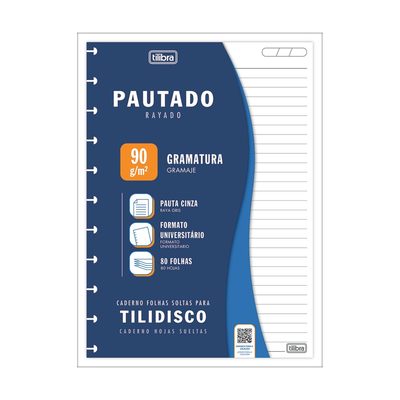 tilibra
PAUTADO
RAYADO
90
g/m²
GRAMATURA
GRAMAJE
PAUTA CINZA
RAYA GRIS
FORMATO
UNIVERSITÁRIO
FORMATO
UNIVERSITARIO
80 FOLHAS
80 HOJAS
CADERNO FOLHAS SOLTAS PARA
TILIDISCO
CADERNO HOJAS SUELTAS
tilibra